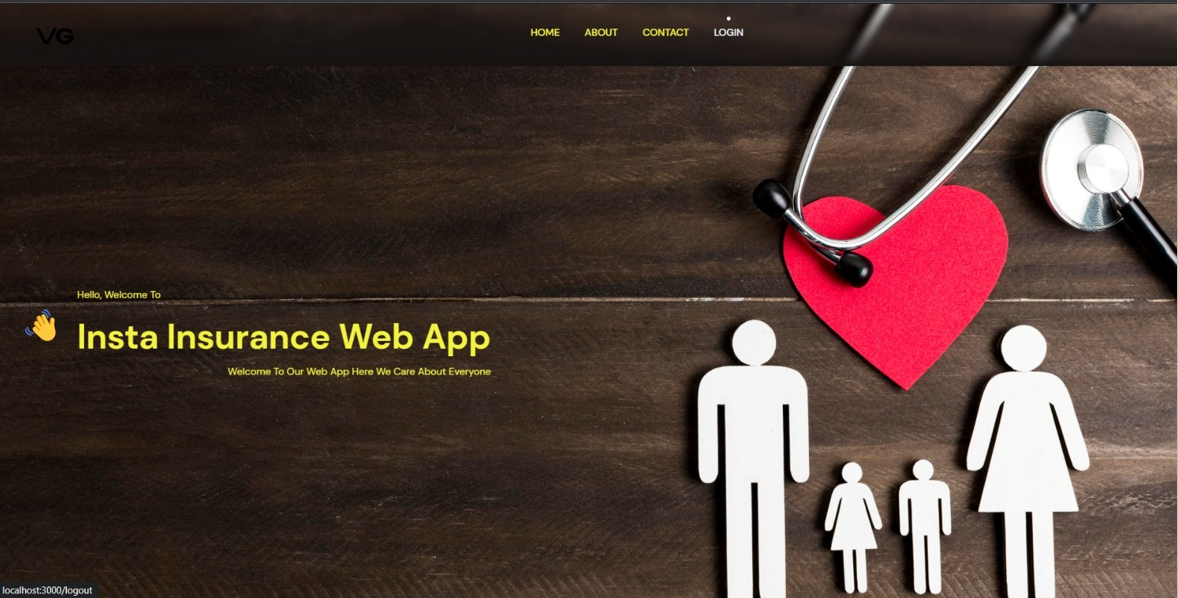 VG
HOME ABOUT CONTACT LOGIN
Hello, Welcome To
Insta Insurance Web App
Welcome To Our Web App Here We Care About Everyone
localhost:3000/logout